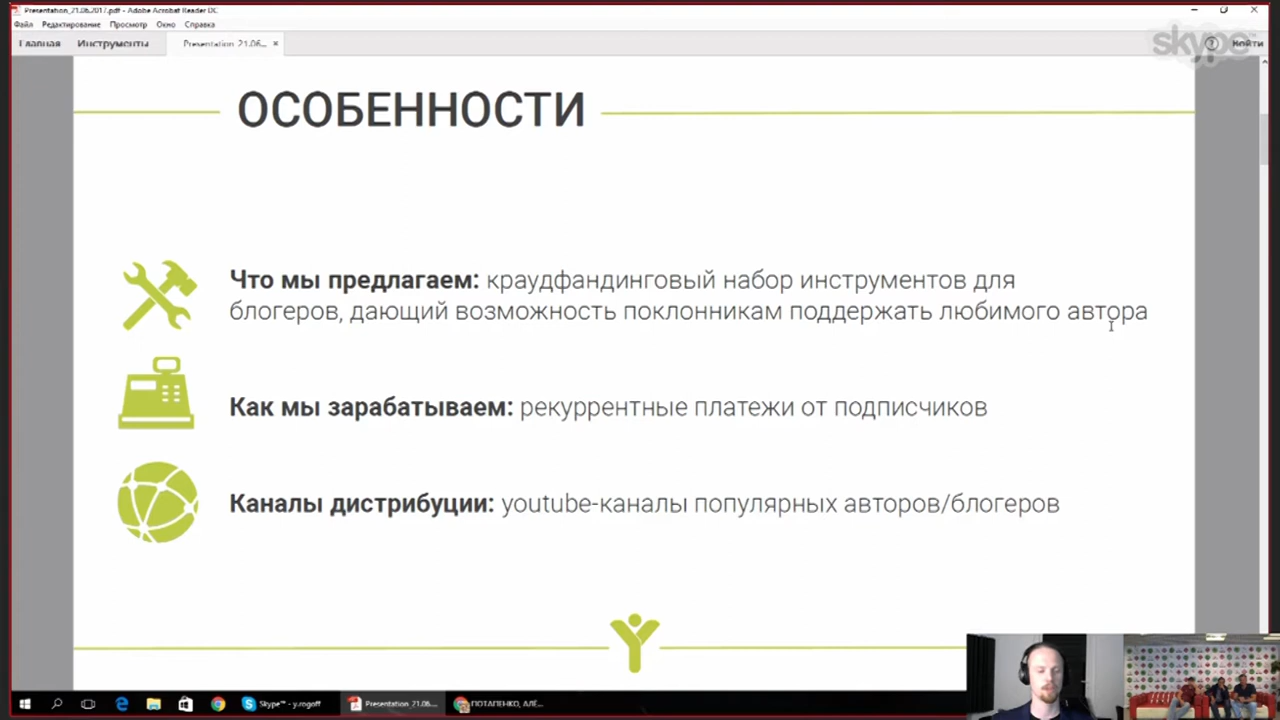 Presentation_21.06.2017.pdf - Adobe Acrobat Reader DC
Файл Редактирование Просмотр Окно Справка
Главная Инструменты Presentation_21.06... × Войти
skype™
ОСОБЕННОСТИ
Что мы предлагаем: краудфандинговый набор инструментов для
блогеров, дающий возможность поклонникам поддержать любимого автора
Как мы зарабатываем: рекуррентные платежи от подписчиков
Каналы дистрибуции: youtube-каналы популярных авторов/блогеров
Skype™ - y.rogoff Presentation_21.06.... ПОТАПЕНКО, АЛЕ...